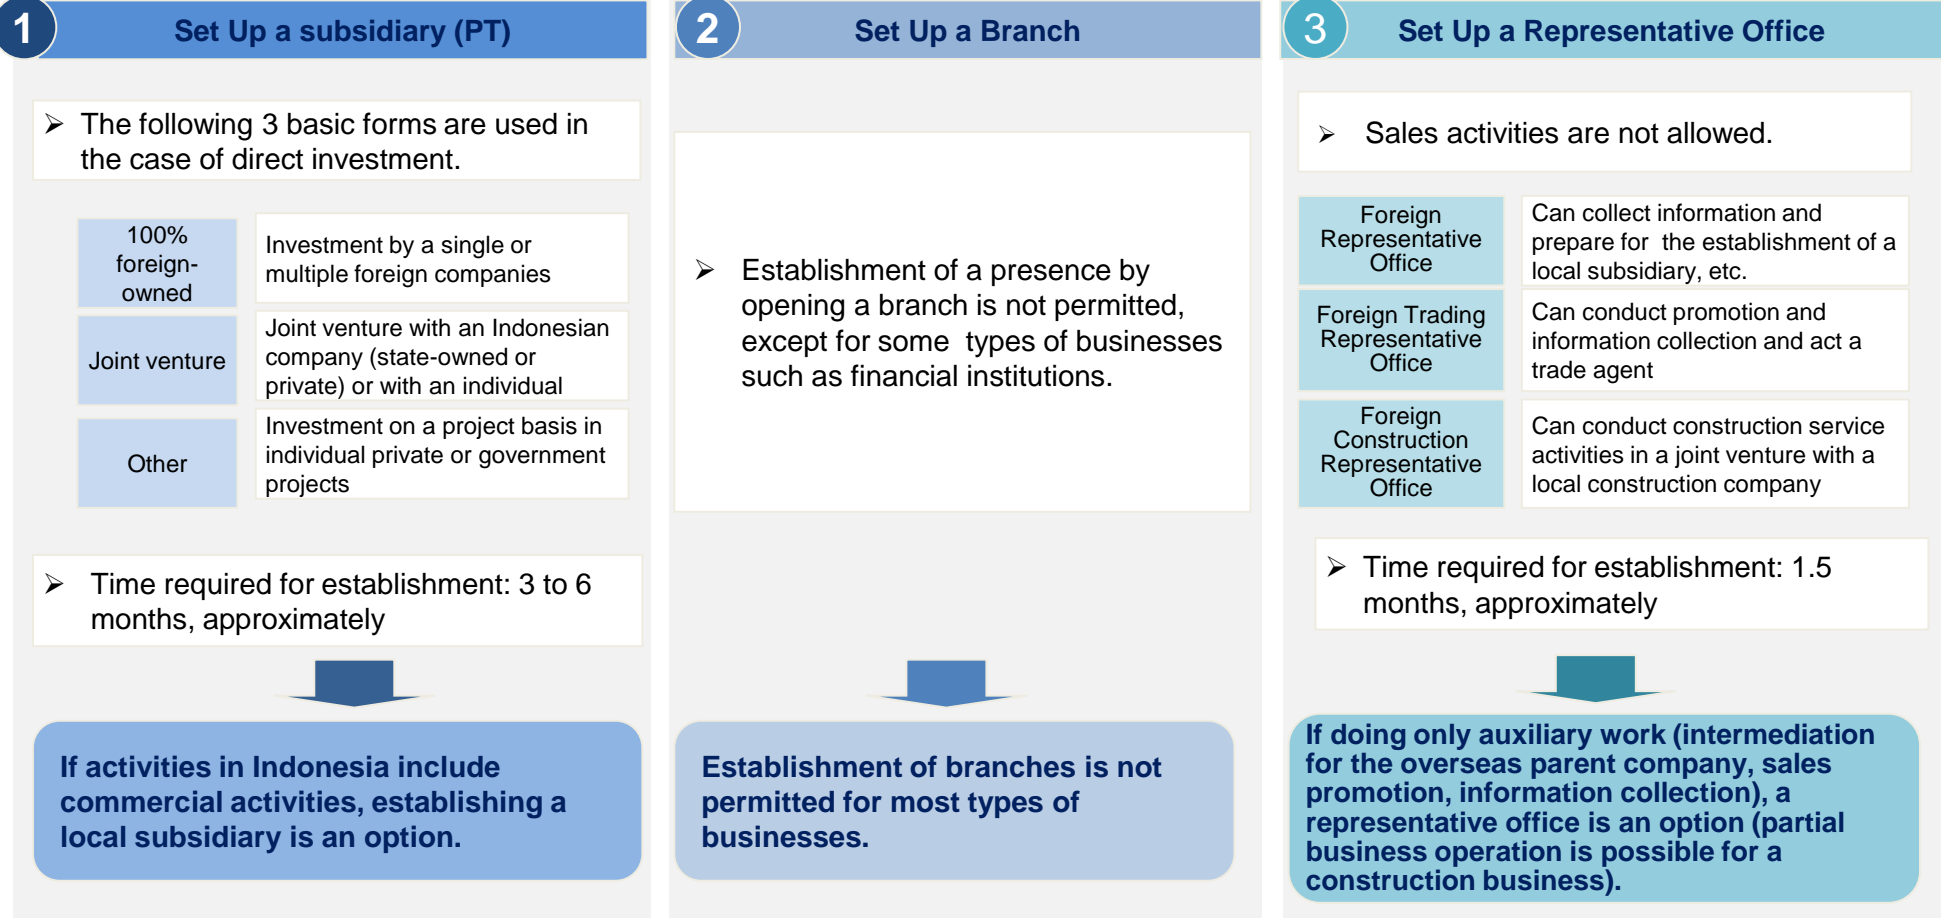 1
Set Up a subsidiary (PT)
➢ The following 3 basic forms are used in
the case of direct investment.
100%
foreign-
owned
Investment by a single or
multiple foreign companies
Joint venture
Joint venture with an Indonesian
company (state-owned or
private) or with an individual
Other
Investment on a project basis in
individual private or government
projects
➢ Time required for establishment: 3 to 6
months, approximately
If activities in Indonesia include
commercial activities, establishing a
local subsidiary is an option.
2
Set Up a Branch
➢ Establishment of a presence by
opening a branch is not permitted,
except for some types of businesses
such as financial institutions.
Establishment of branches is not
permitted for most types of
businesses.
3
Set Up a Representative Office
➢ Sales activities are not allowed.
Foreign
Representative
Office
Can collect information and
prepare for the establishment of a
local subsidiary, etc.
Foreign Trading
Representative
Office
Can conduct promotion and
information collection and act a
trade agent
Foreign
Construction
Representative
Office
Can conduct construction service
activities in a joint venture with a
local construction company
➢ Time required for establishment: 1.5
months, approximately
If doing only auxiliary work (intermediation
for the overseas parent company, sales
promotion, information collection), a
representative office is an option (partial
business operation is possible for a
construction business).